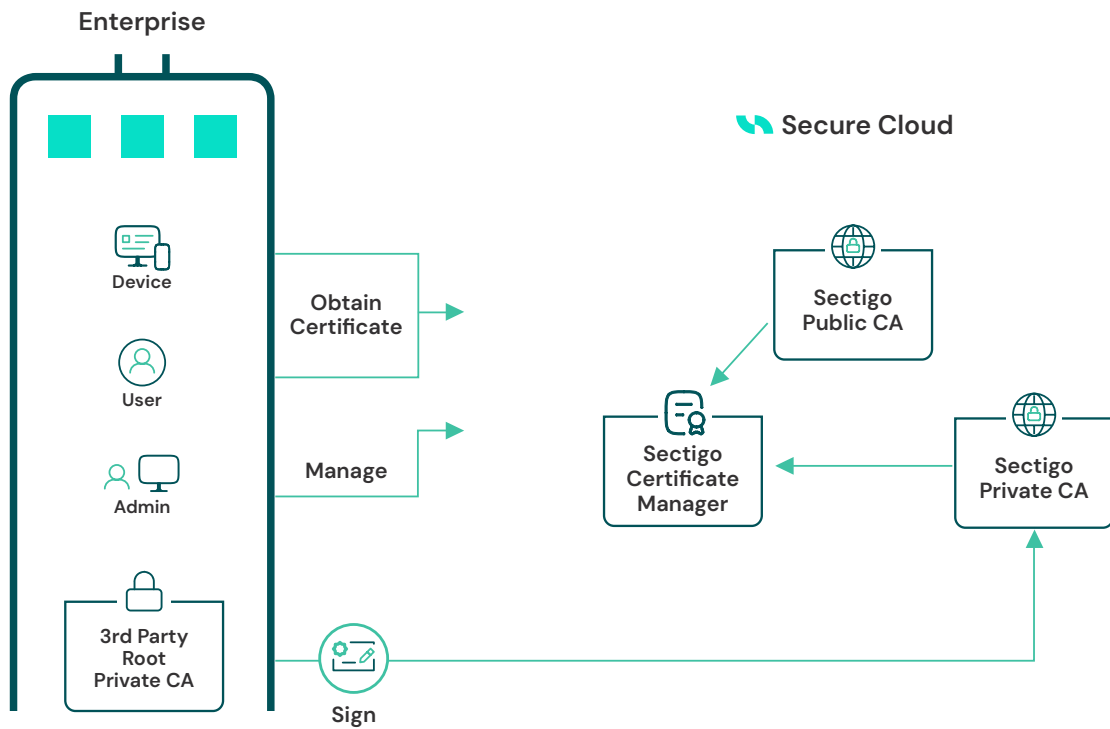 Enterprise
Secure Cloud
Device
Obtain
Certificate
Sectigo
Public CA
User
Manage
Admin
Sectigo
Certificate
Manager
Sectigo
Private CA
3rd Party
Root
Private CA
Sign